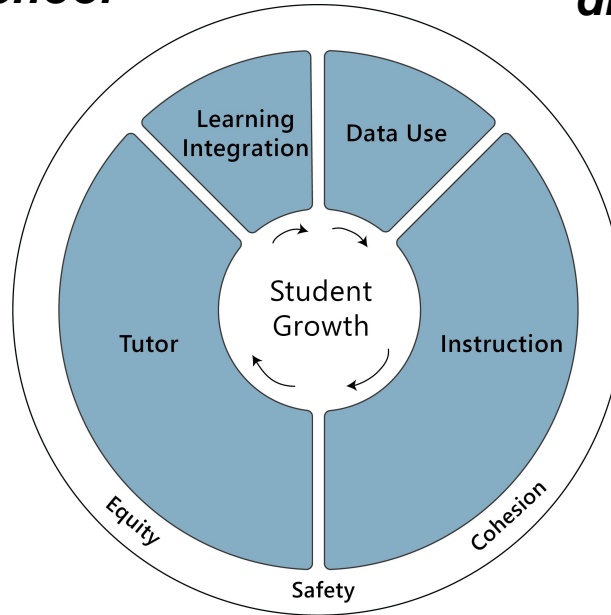 Learning
Integration
Data Use
Student
Growth
Tutor
Instruction
Equity
Safety
Cohesion